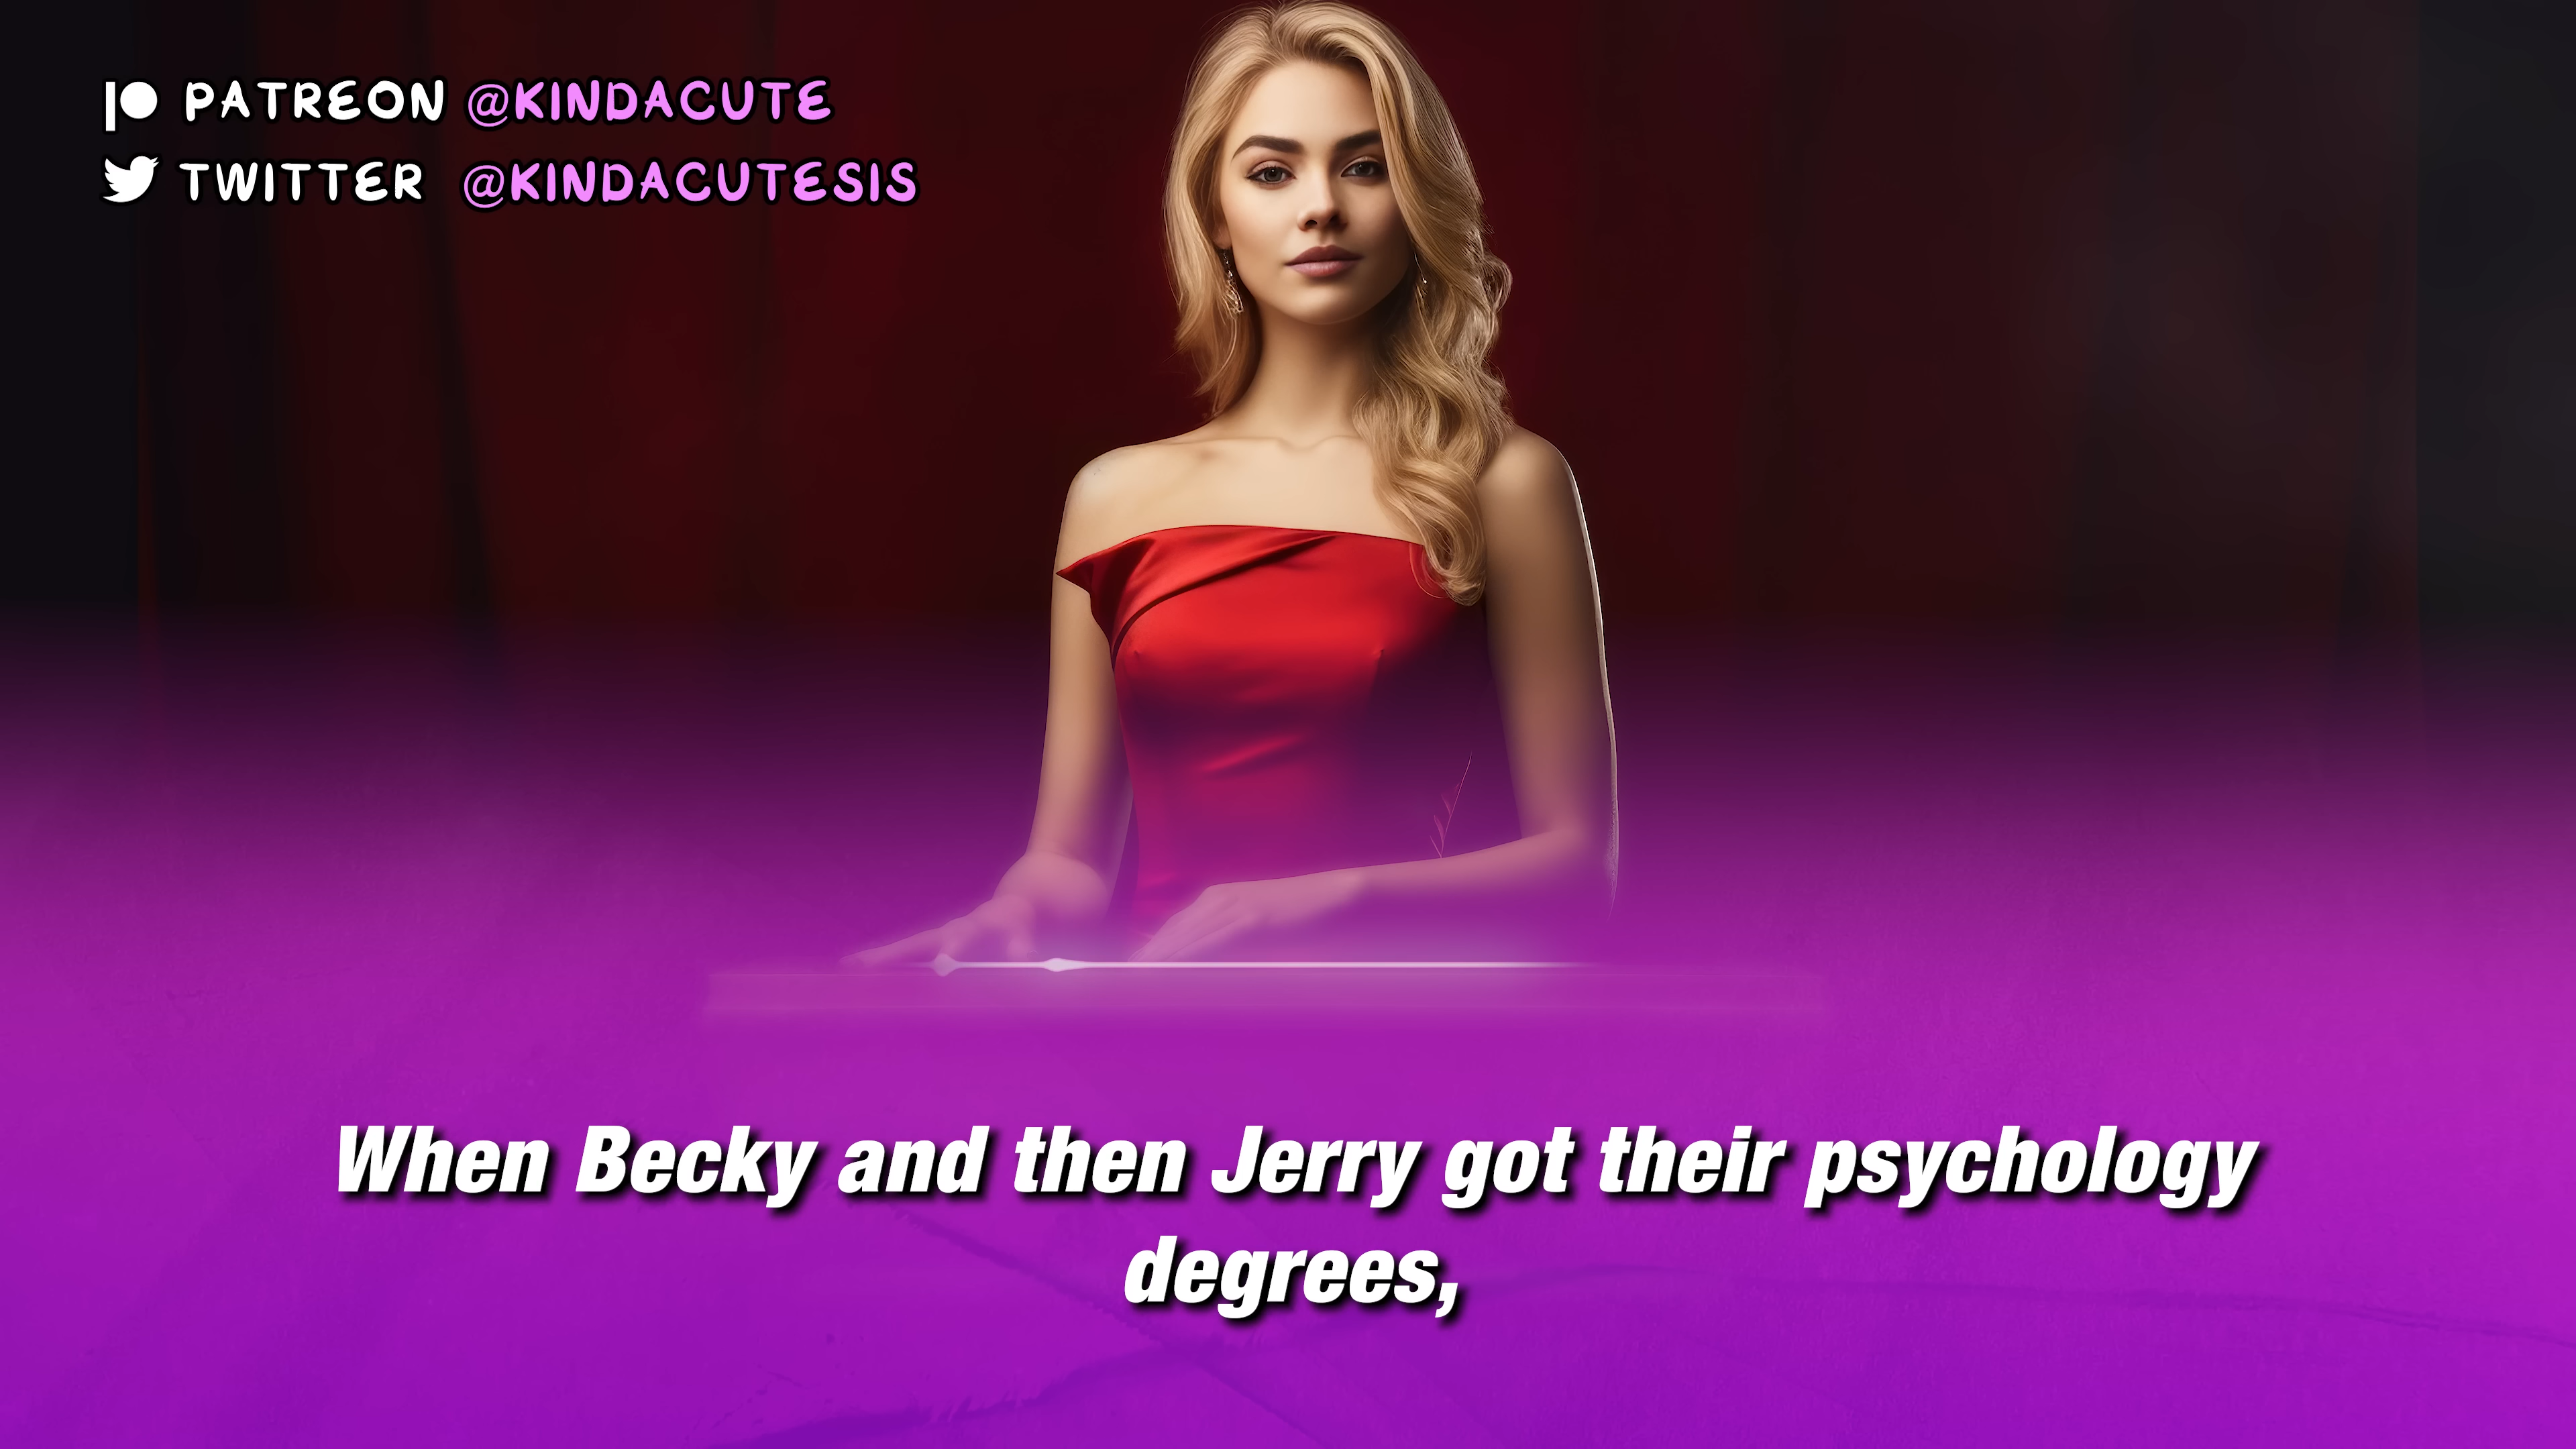 PATREON @KINDACUTE
TWITTER @KINDACUTESIS
When Becky and then Jerry got their psychology
degrees,